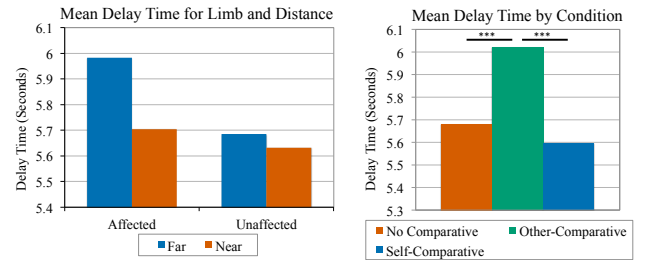 Mean Delay Time for Limb and Distance
Delay Time (Seconds)
6.1
6
5.9
5.8
5.7
5.6
5.5
5.4
Affected
Unaffected
Far
Near
Mean Delay Time by Condition
Delay Time (Seconds)
6.1
6
5.9
5.8
5.7
5.6
5.5
5.4
5.3
*** ***
No Comparative
Other-Comparative
Self-Comparative